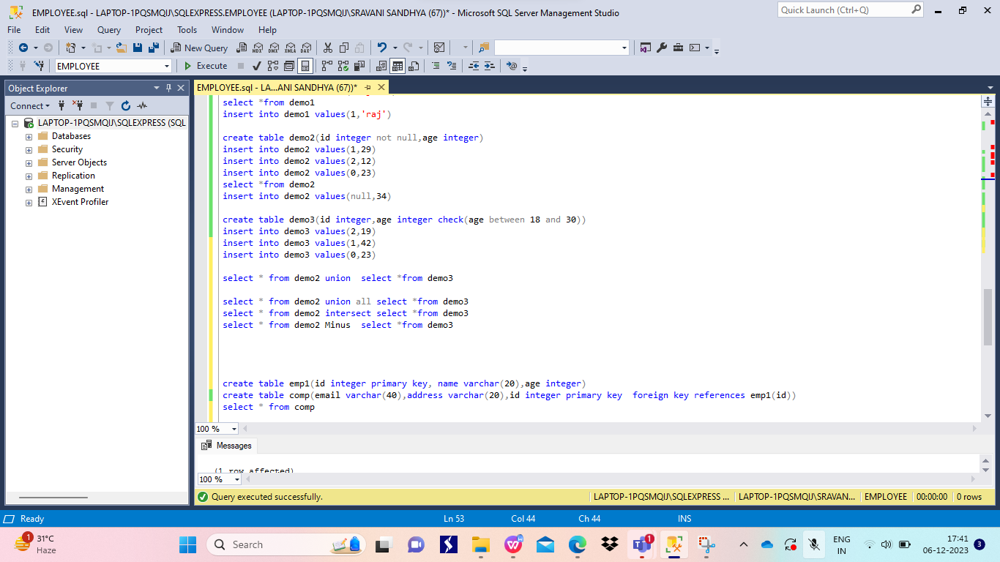 EMPLOYEE.sql - LAPTOP-1PQSMQIJ\SQLEXPRESS.EMPLOYEE (LAPTOP-1PQSMQIJ\SRAVANI SANDHYA (67))* - Microsoft SQL Server Management Studio
Quick Launch (Ctrl+Q)
File Edit View Query Project Tools Window Help
New Query
MDX DMX XMLA DAX
EMPLOYEE
Execute
Object Explorer
EMPLOYEE.sql - LA...ANI SANDHYA (67))*
Connect
LAPTOP-1PQSMQIJ\SQLEXPRESS (SQL
Databases
Security
Server Objects
Replication
Management
XEvent Profiler
select *from demo1
insert into demo1 values(1,'raj')
create table demo2(id integer not null,age integer)
insert into demo2 values(1,29)
insert into demo2 values(2,12)
insert into demo2 values(0,23)
select *from demo2
insert into demo2 values(null,34)
create table demo3(id integer,age integer check(age between 18 and 30))
insert into demo3 values(2,19)
insert into demo3 values(1,42)
insert into demo3 values(0,23)
select * from demo2 union  select *from demo3
select * from demo2 union all select *from demo3
select * from demo2 intersect select *from demo3
select * from demo2 Minus  select *from demo3
create table emp1(id integer primary key, name varchar(20),age integer)
create table comp(email varchar(40),address varchar(20),id integer primary key  foreign key references emp1(id))
select * from comp
100 %
Messages
(1 row affected)
100 %
Query executed successfully.
LAPTOP-1PQSMQIJ\SQLEXPRESS ... LAPTOP-1PQSMQIJ\SRAVAN... EMPLOYEE 00:00:00 0 rows
Ready
Ln 53 Col 44 Ch 44 INS
1
31°C
Haze
Search
1
ENG
IN
17:41
06-12-2023
3